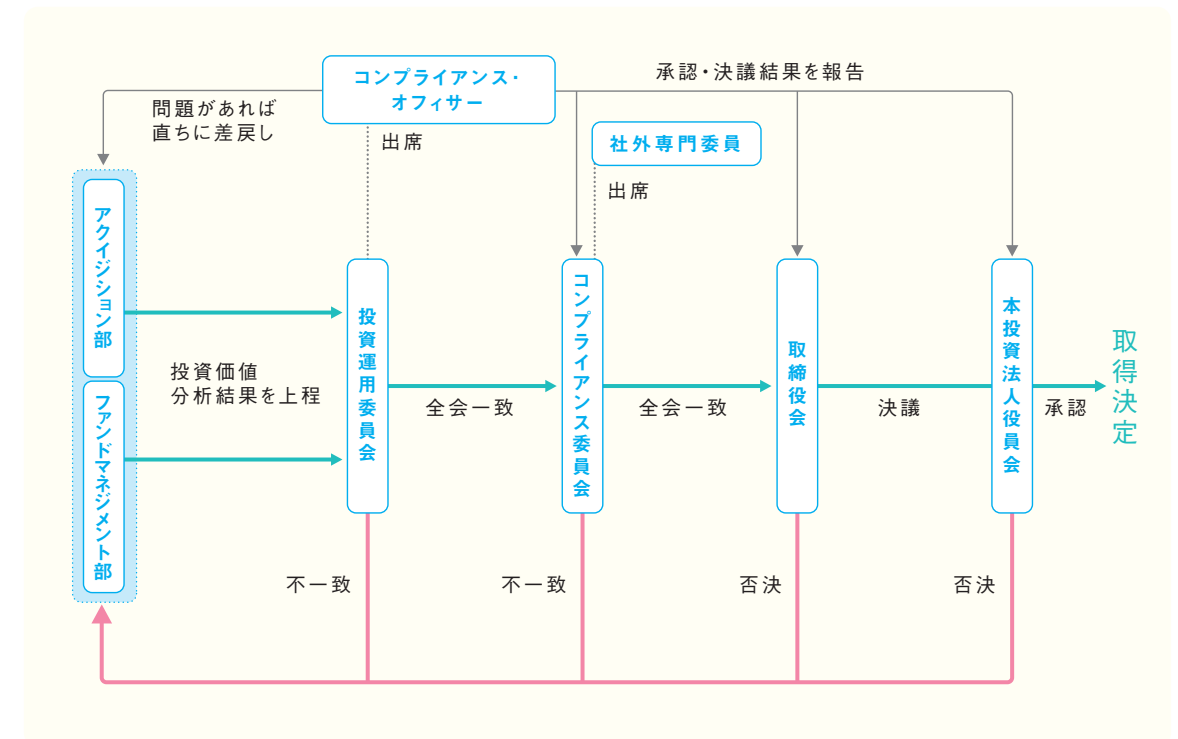 コンプライアンス・
オフィサー
承認・決議結果を報告
問題があれば
直ちに差戻し
出席
社外専門委員
出席
アクイジション部
ファンドマネジメント部
投資価値
分析結果を上程
投資運用委員会
全会一致
コンプライアンス委員会
全会一致
取締役会
決議
本投資法人役員会
承認
取得決定
不一致
不一致
否決
否決